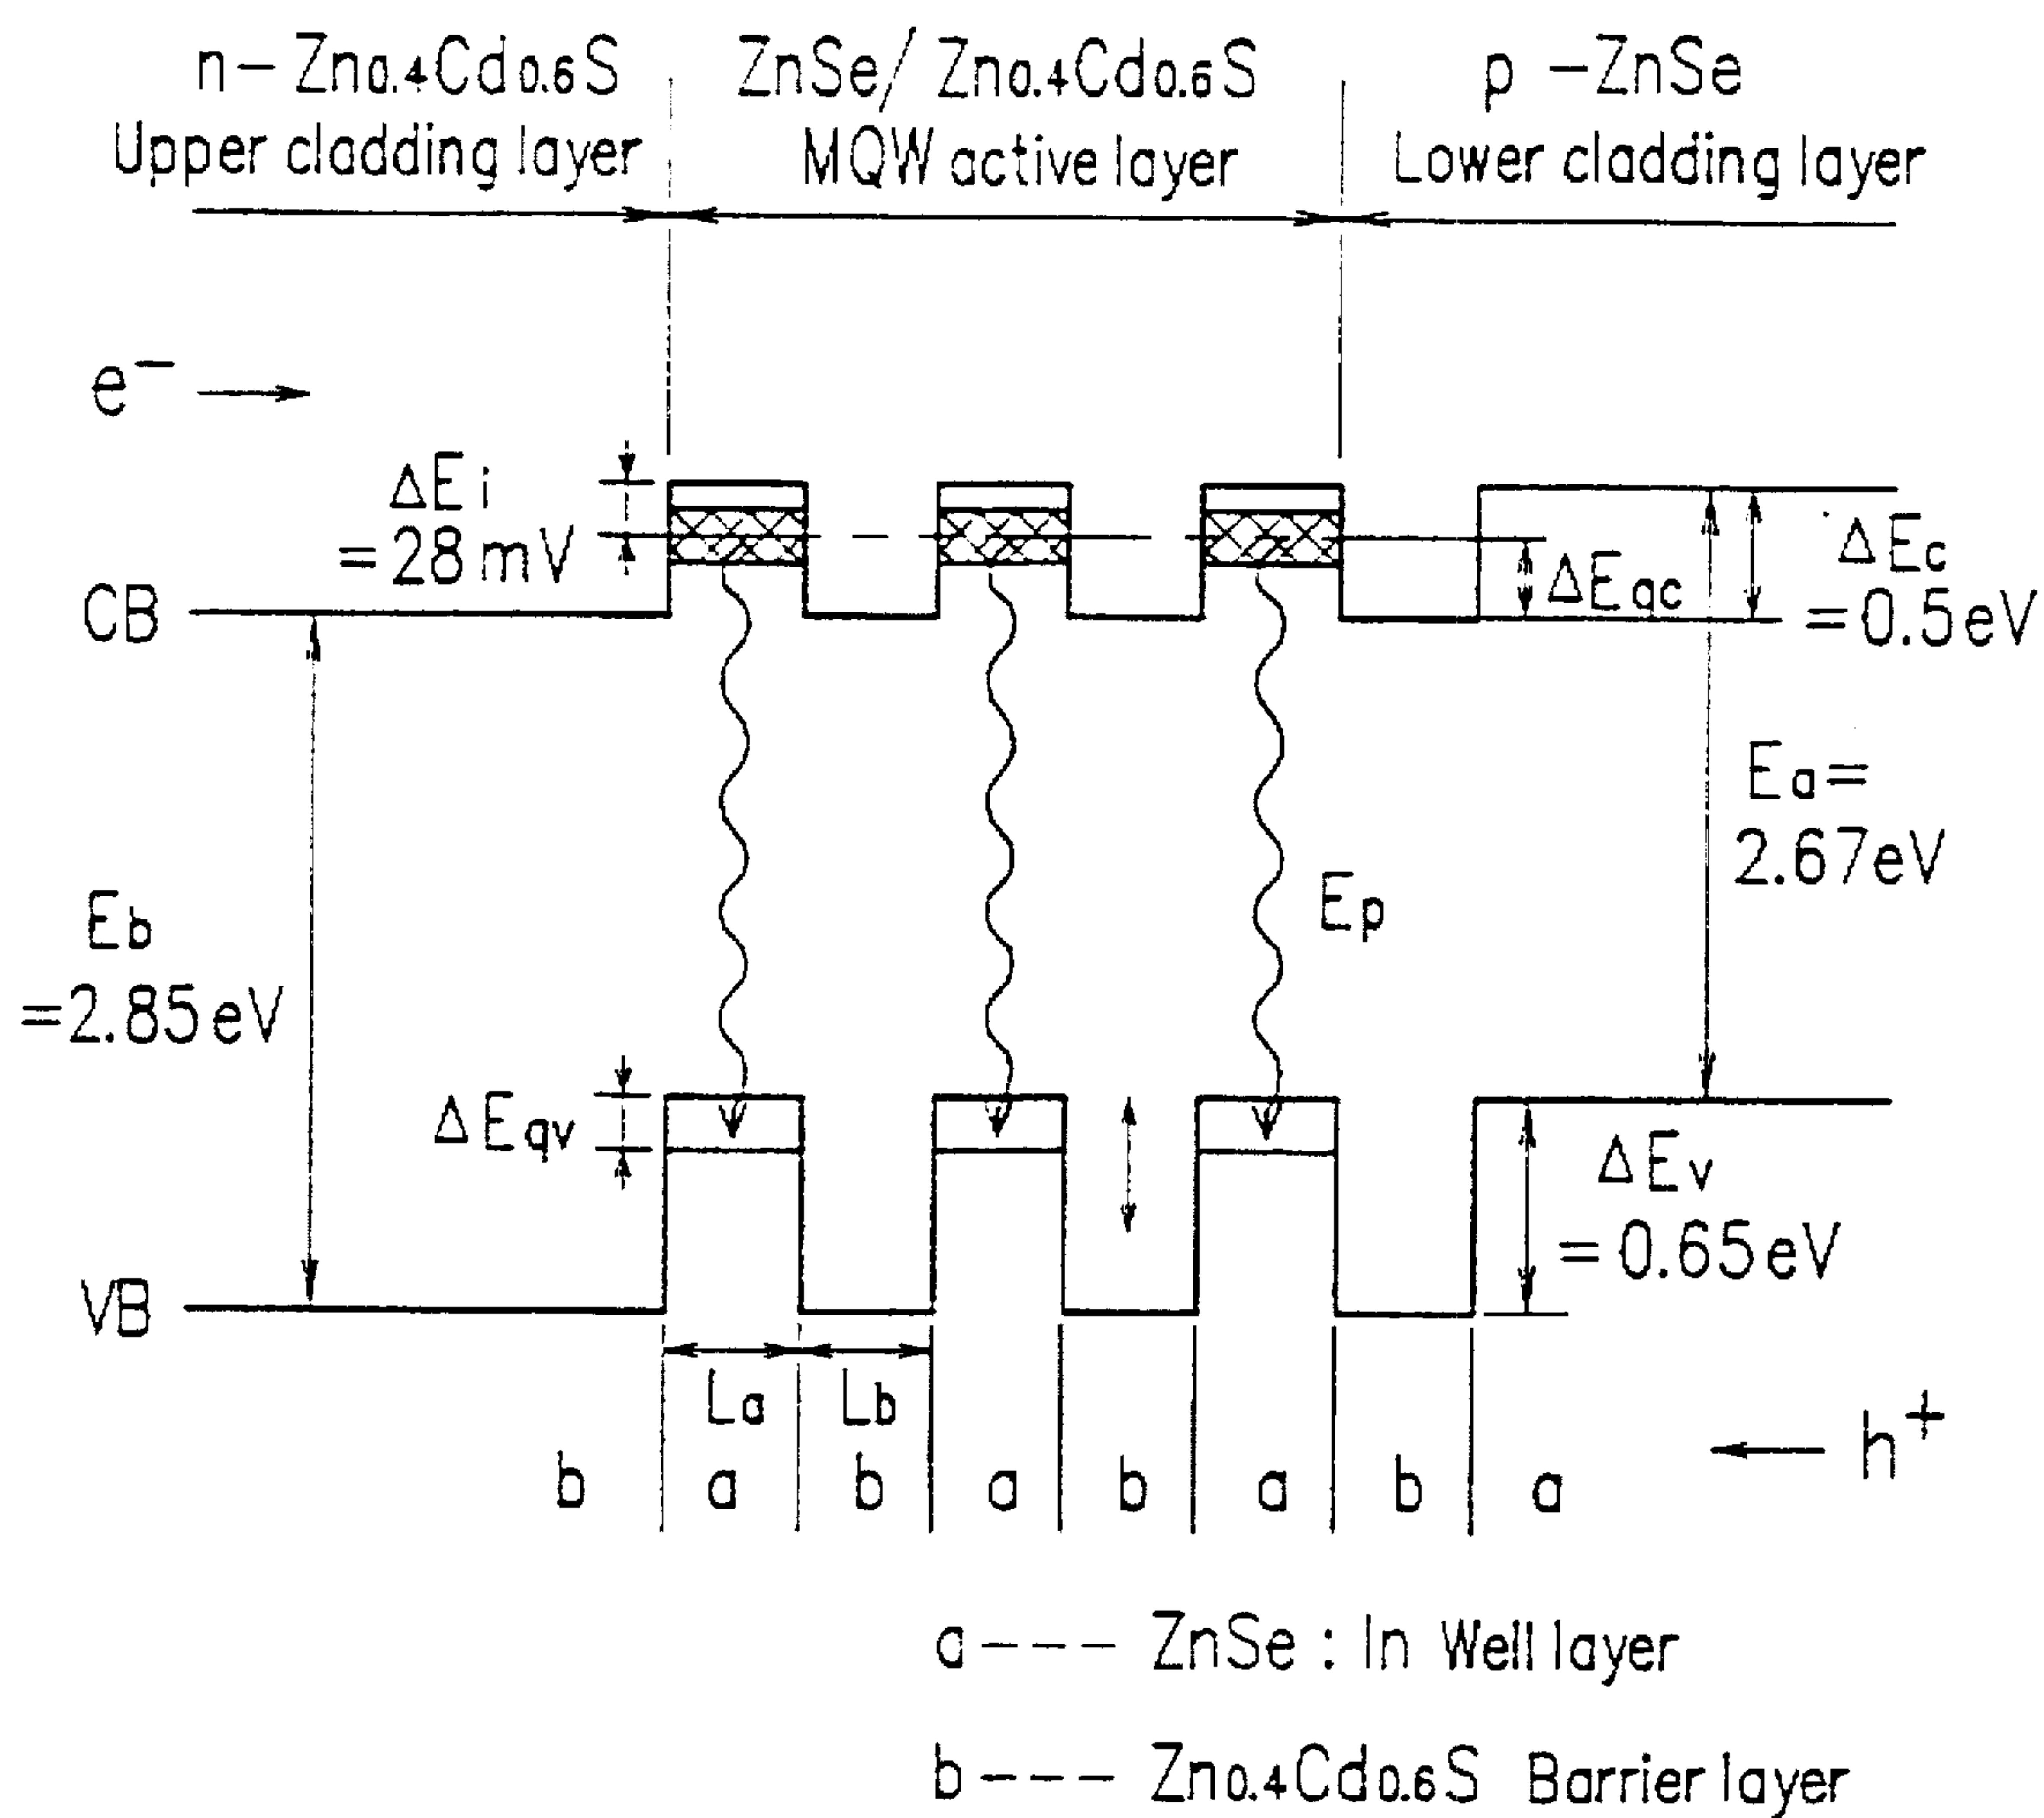 n-Zn0.4Cd0.6S
Upper cladding layer
ZnSe/Zn0.4Cd0.6S
MQW active layer
p-ZnSe
Lower cladding layer
e⁻
ΔEi
=28mV
ΔEqc
ΔEc
=0.5eV
CB
Ea=
2.67eV
Ep
Eb
=2.85eV
ΔEqv
ΔEv
=0.65eV
VB
La Lb
h⁺
b a b a b a b a
a --- ZnSe : In Well layer
b --- Zn0.4Cd0.6S Barrier layer